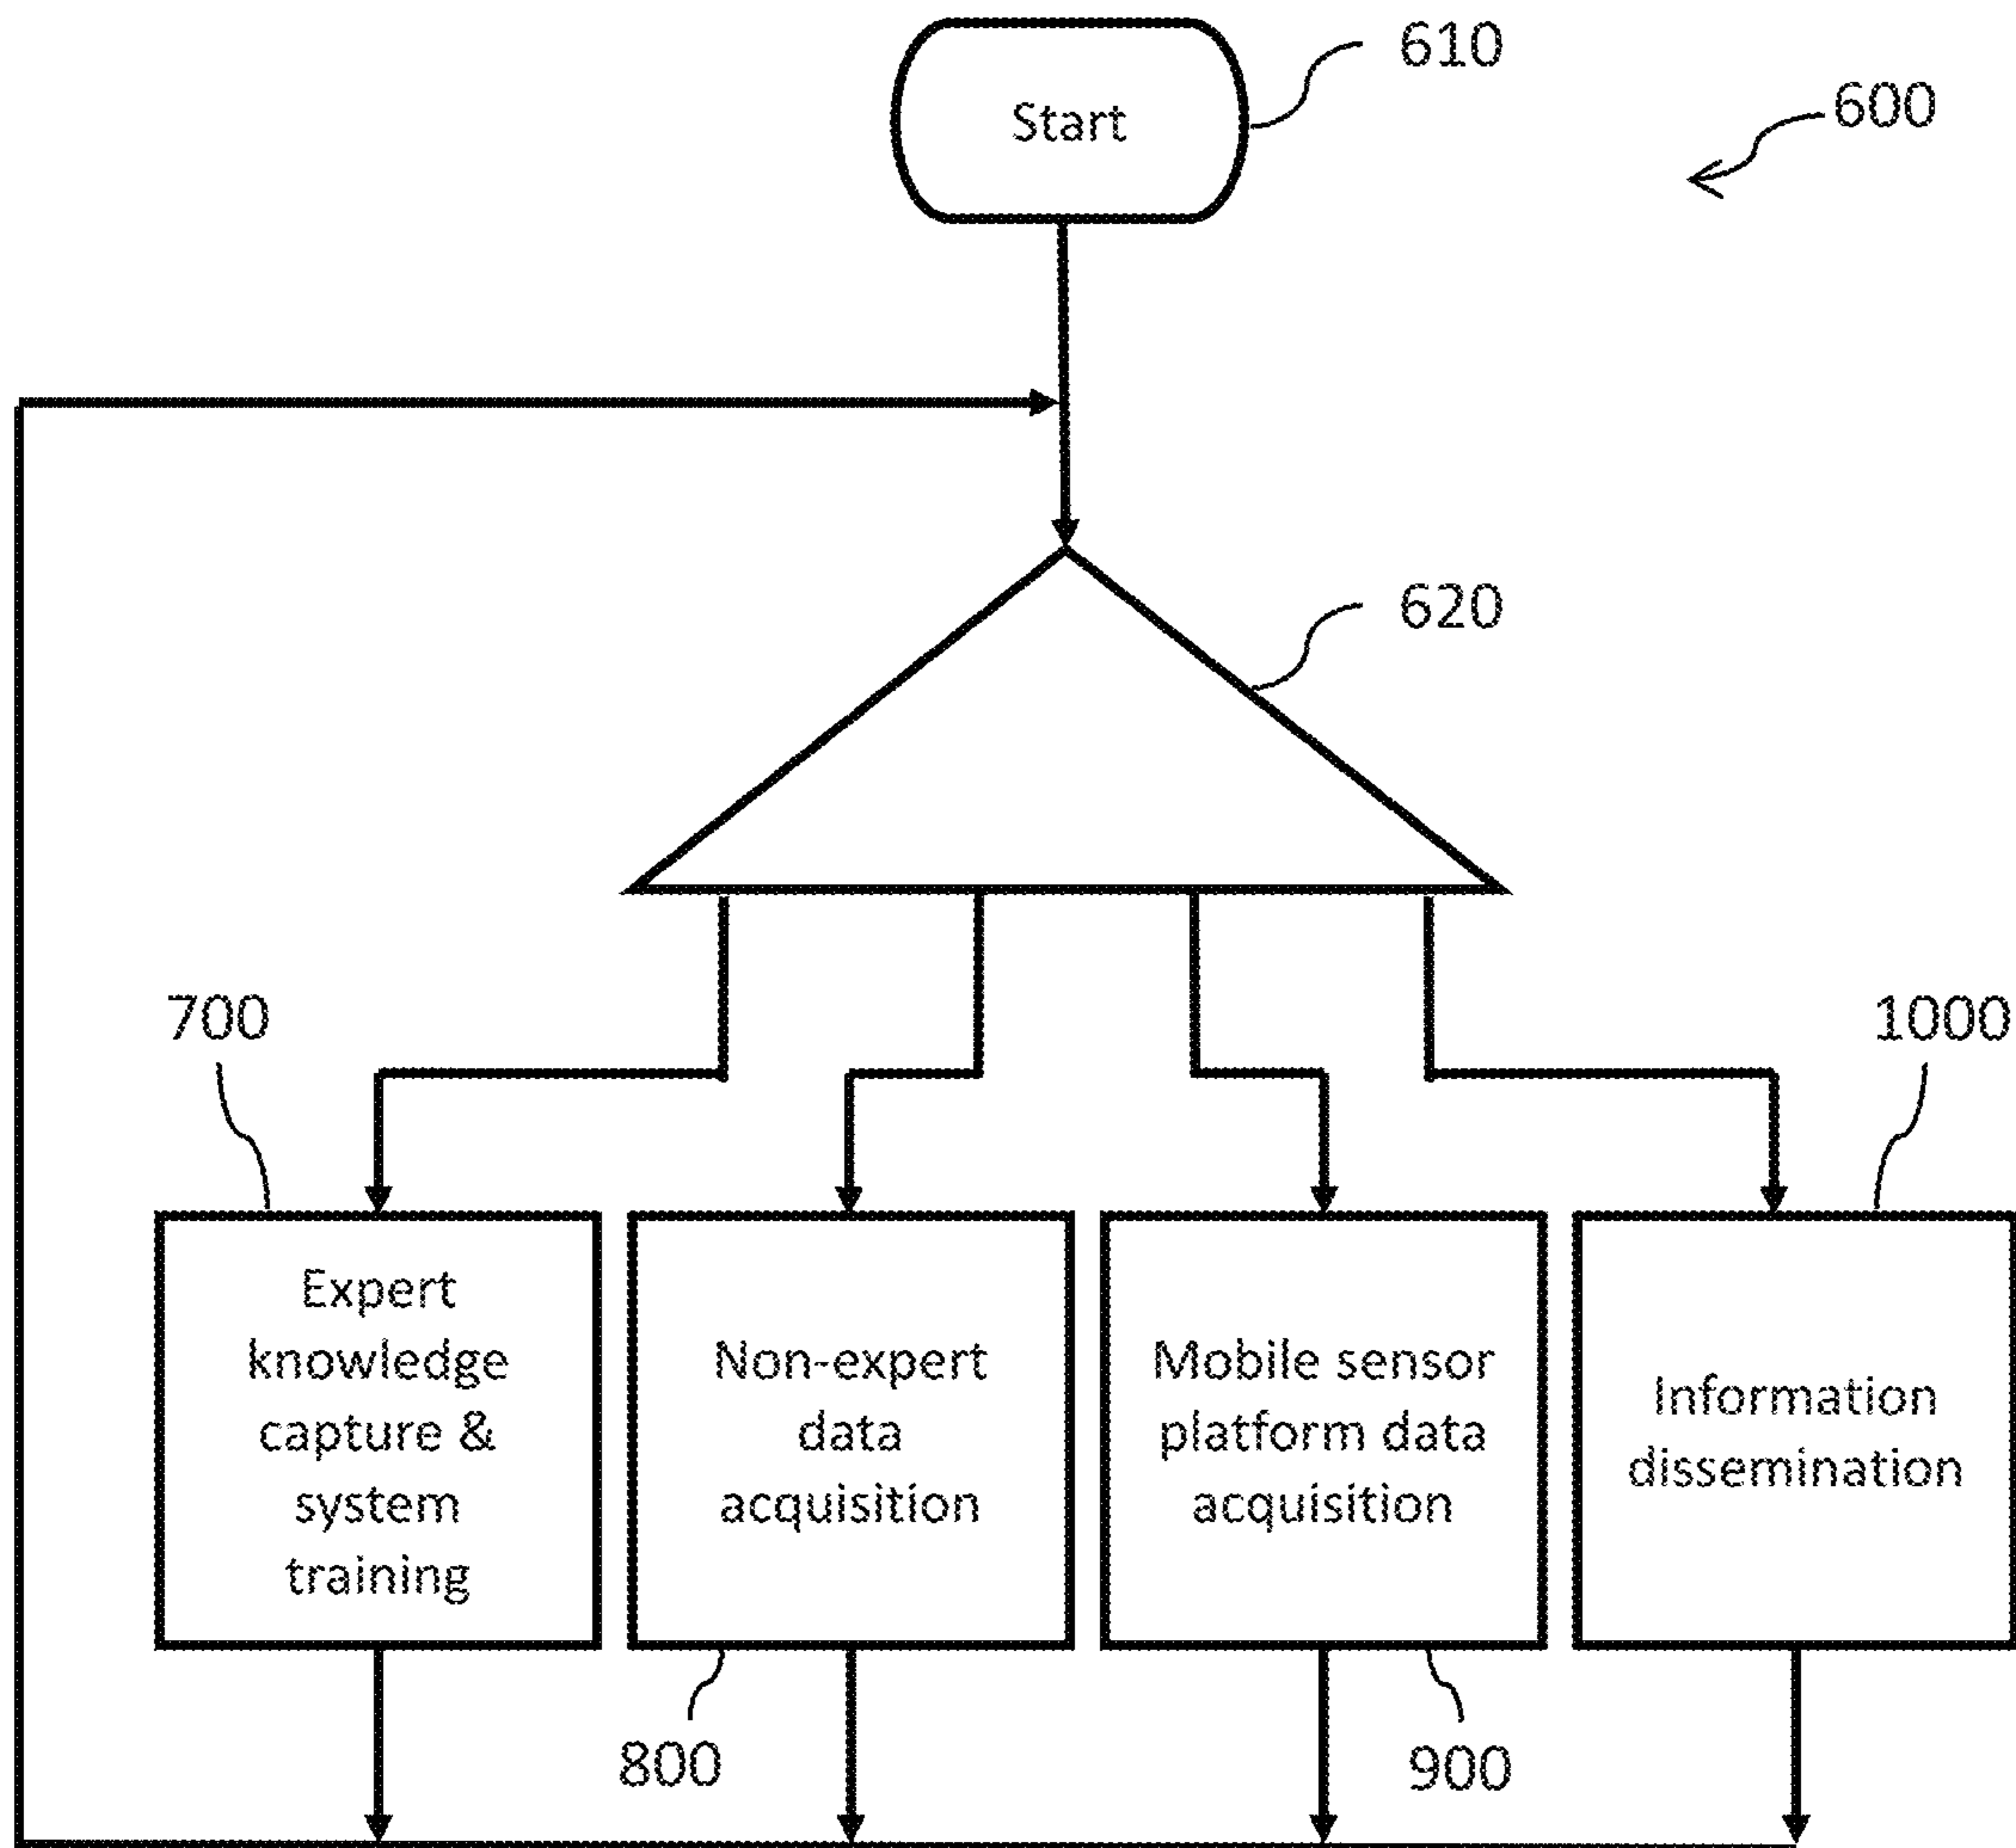 Start
610
600
620
700
1000
Expert
knowledge
capture &
system
training
Non-expert
data
acquisition
Mobile sensor
platform data
acquisition
Information
dissemination
800
900